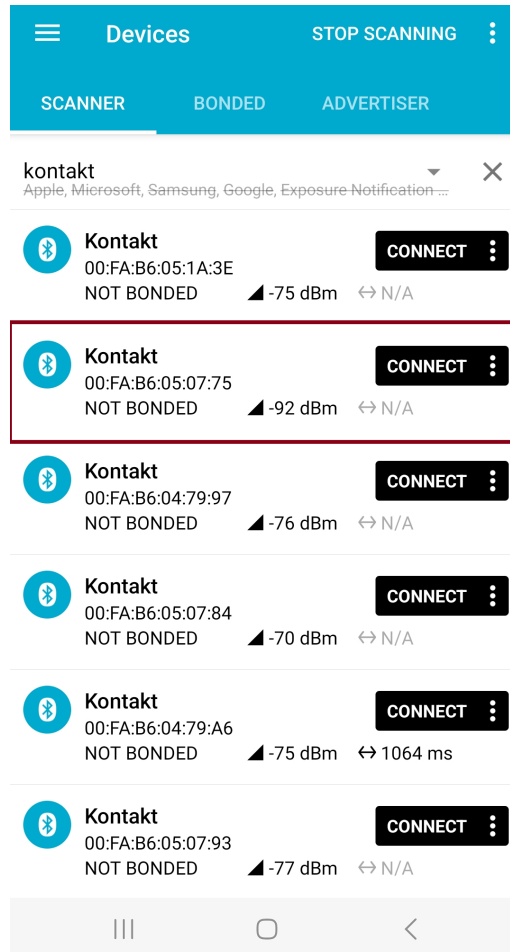 Devices STOP SCANNING
SCANNER BONDED ADVERTISER
kontakt
Apple, Microsoft, Samsung, Google, Exposure Notification ...
Kontakt
CONNECT
00:FA:B6:05:1A:3E
NOT BONDED -75 dBm N/A
Kontakt
CONNECT
00:FA:B6:05:07:75
NOT BONDED -92 dBm N/A
Kontakt
CONNECT
00:FA:B6:04:79:97
NOT BONDED -76 dBm N/A
Kontakt
CONNECT
00:FA:B6:05:07:84
NOT BONDED -70 dBm N/A
Kontakt
CONNECT
00:FA:B6:04:79:A6
NOT BONDED -75 dBm 1064 ms
Kontakt
CONNECT
00:FA:B6:05:07:93
NOT BONDED -77 dBm N/A